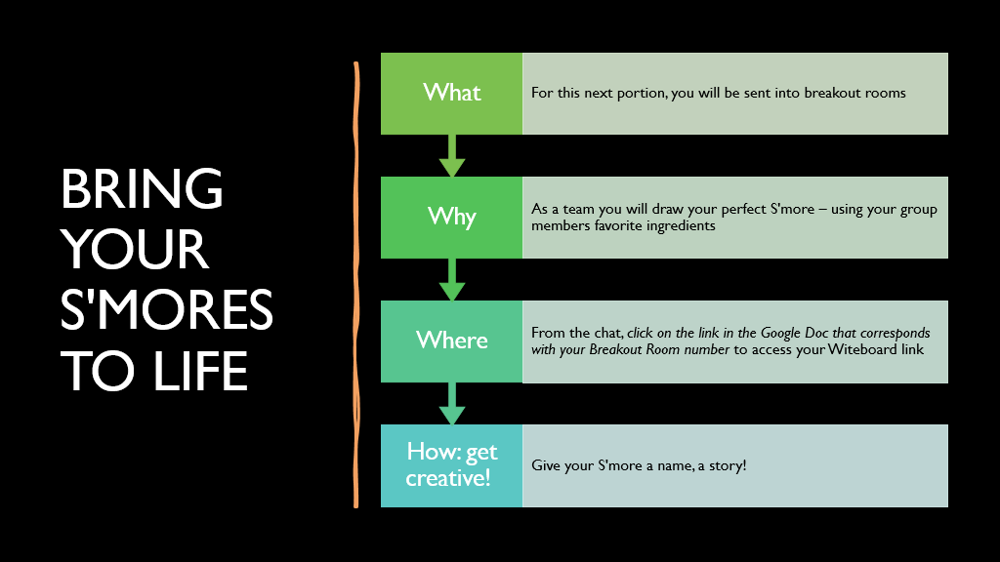 BRING
YOUR
S'MORES
TO LIFE
What
For this next portion, you will be sent into breakout rooms
Why
As a team you will draw your perfect S'more – using your group
members favorite ingredients
Where
From the chat, click on the link in the Google Doc that corresponds
with your Breakout Room number to access your Witeboard link
How: get
creative!
Give your S'more a name, a story!